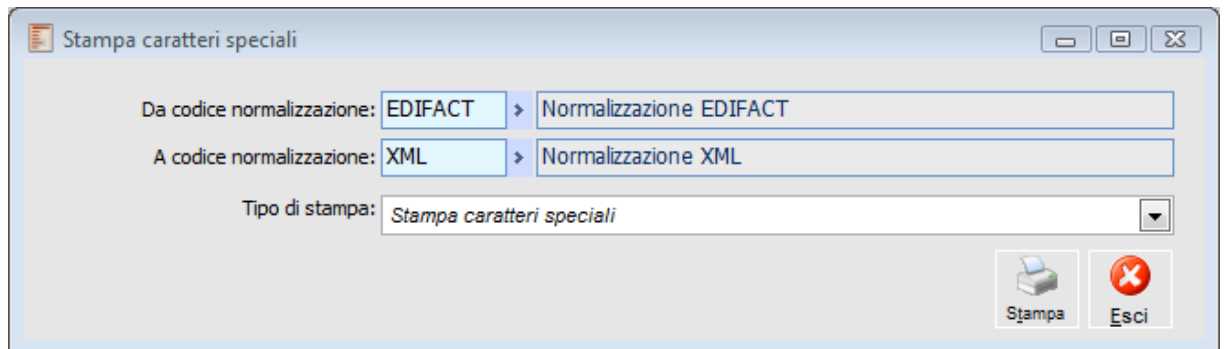 Stampa caratteri speciali
Da codice normalizzazione: EDIFACT Normalizzazione EDIFACT
A codice normalizzazione: XML Normalizzazione XML
Tipo di stampa: Stampa caratteri speciali
Stampa Esci